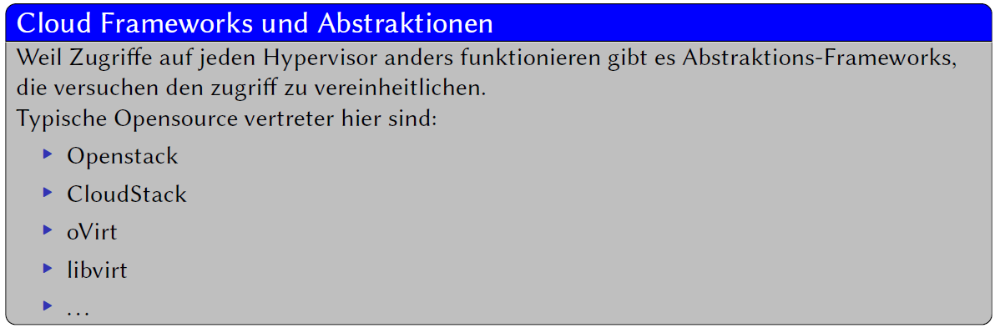 Cloud Frameworks und Abstraktionen
Weil Zugriffe auf jeden Hypervisor anders funktionieren gibt es Abstraktions-Frameworks,
die versuchen den zugriff zu vereinheitlichen.
Typische Opensource vertreter hier sind:
Openstack
CloudStack
oVirt
libvirt
...